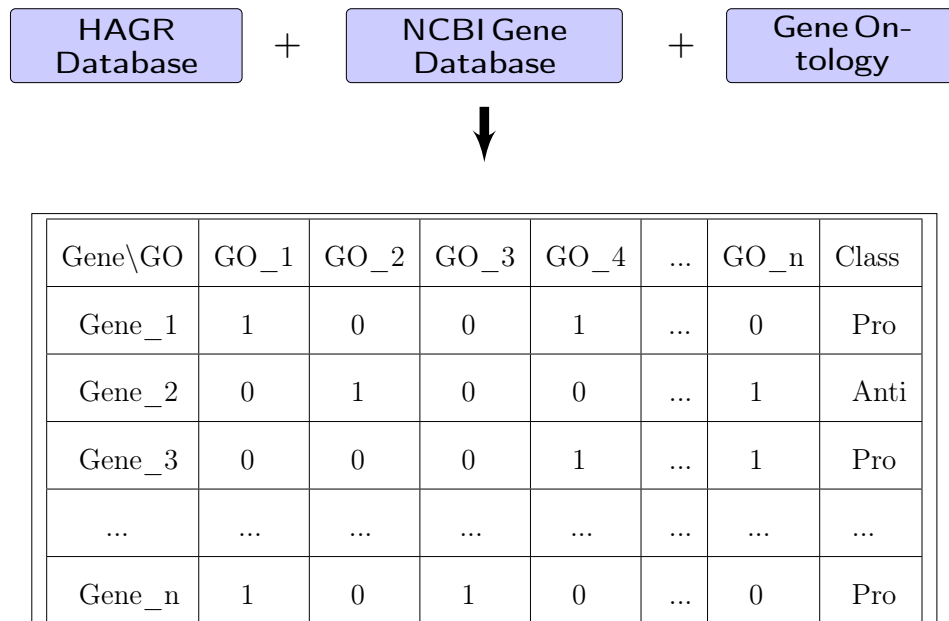 HAGR Database + NCBI Gene Database + Gene On-tology
Gene\GO GO_1 GO_2 GO_3 GO_4 ... GO_n Class
Gene_1 1 0 0 1 ... 0 Pro
Gene_2 0 1 0 0 ... 1 Anti
Gene_3 0 0 0 1 ... 1 Pro
... ... ... ... ... ... ... ...
Gene_n 1 0 1 0 ... 0 Pro